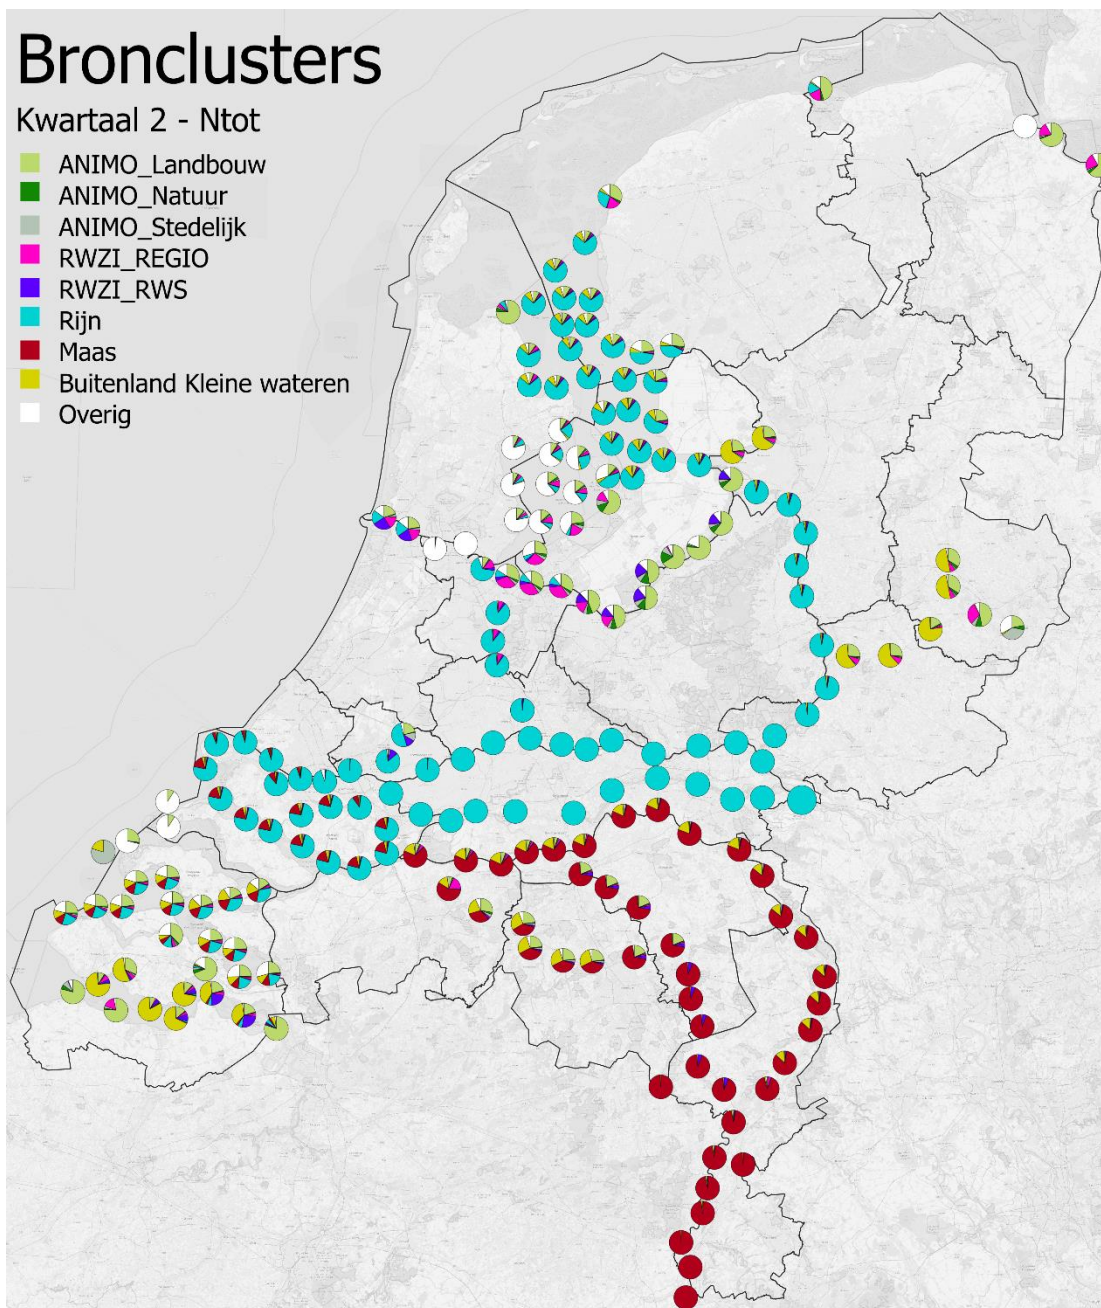 Bronclusters
Kwartaal 2 - Ntot
ANIMO_Landbouw
ANIMO_Natuur
ANIMO_Stedelijk
RWZI_REGIO
RWZI_RWS
Rijn
Maas
Buitenland Kleine wateren
Overig